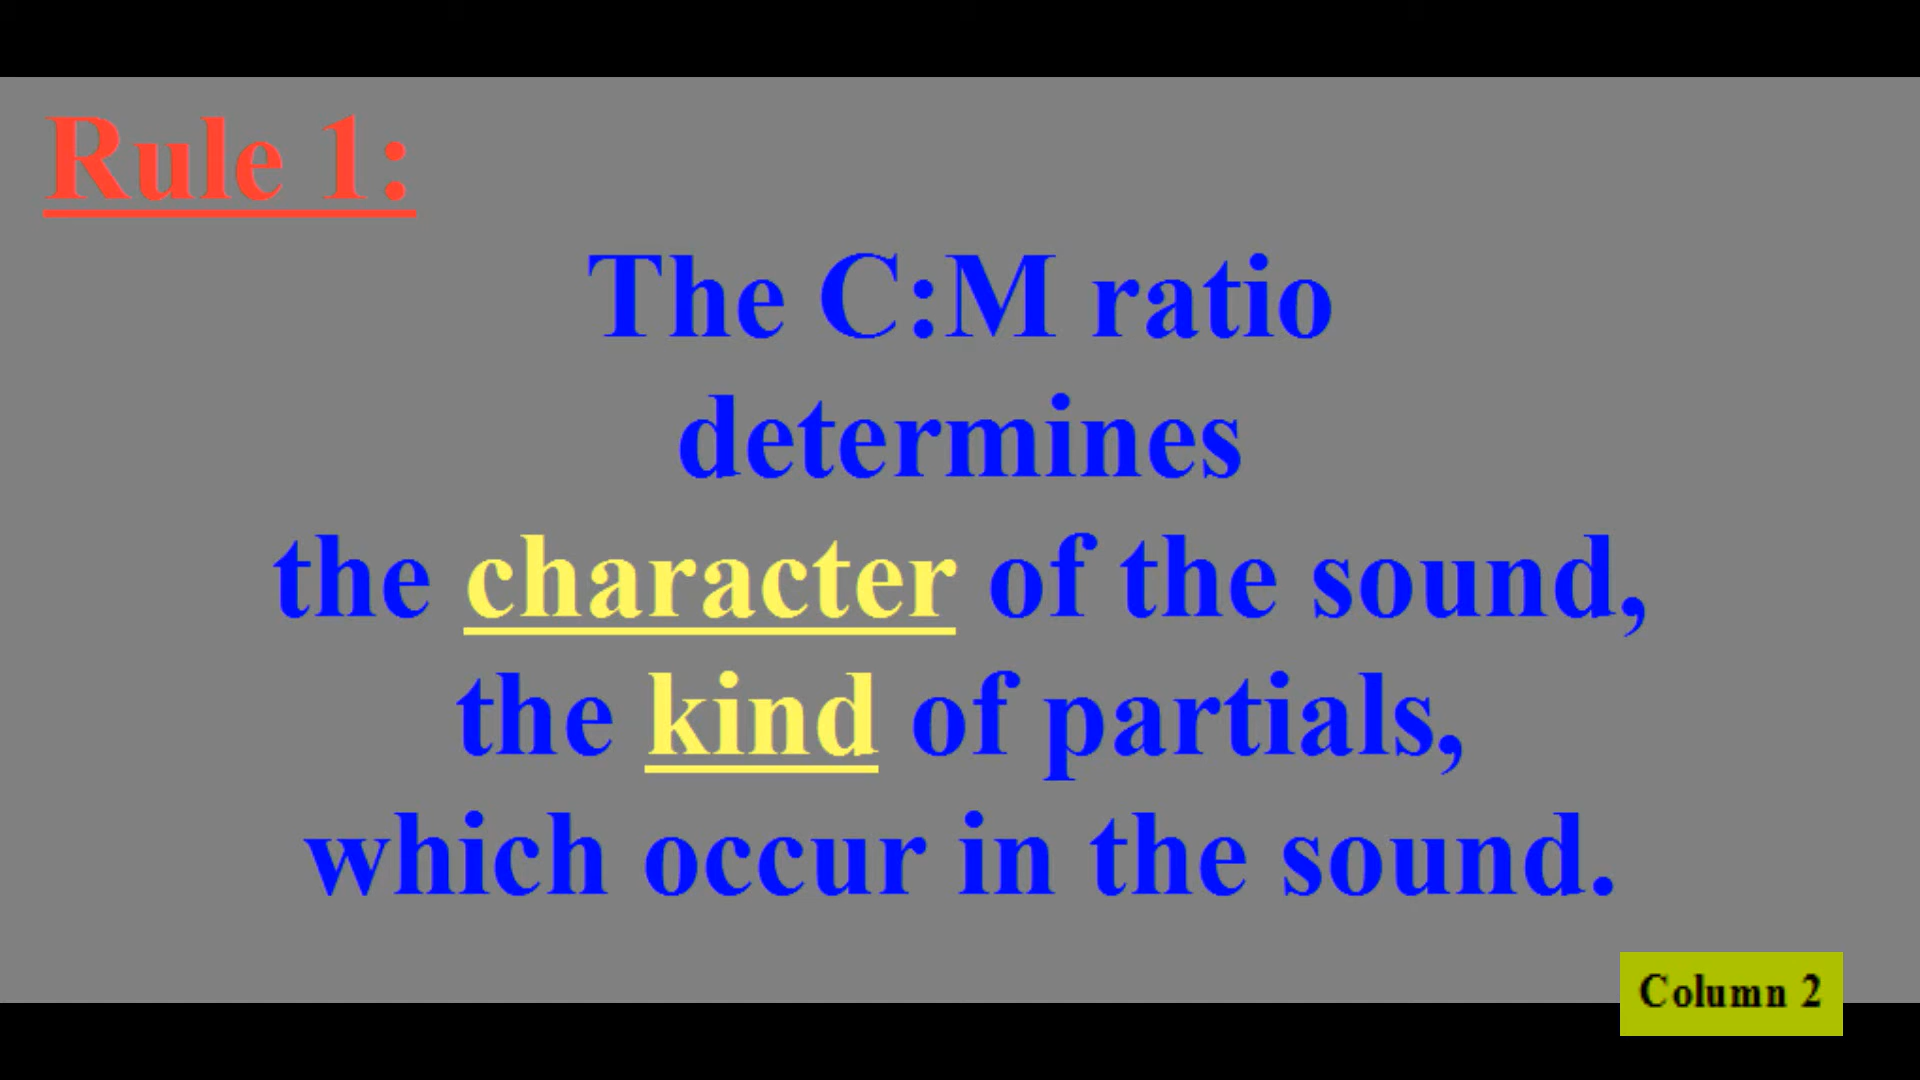 Rule 1:
The C:M ratio
determines
the character of the sound,
the kind of partials,
which occur in the sound.
Column 2